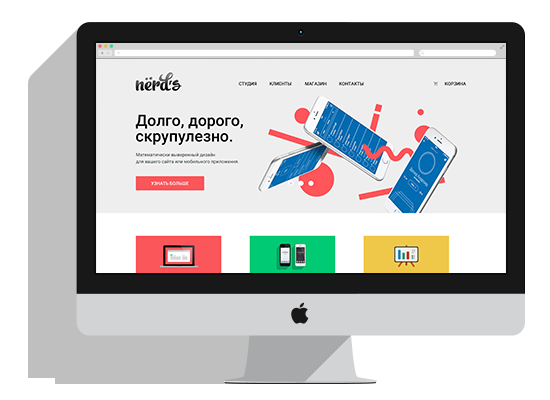 nёrd's
СТУДИЯ КЛИЕНТЫ МАГАЗИН КОНТАКТЫ КОРЗИНА
Долго, дорого,
скрупулезно.
Математически выверенный дизайн
для вашего сайта или мобильного приложения.
УЗНАТЬ БОЛЬШЕ